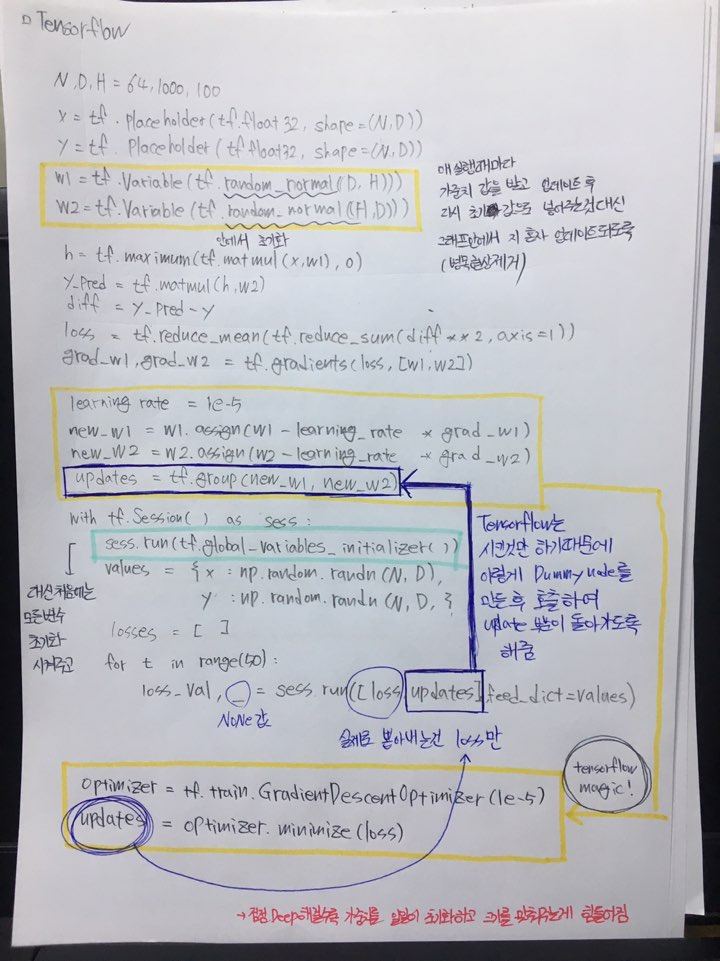 □ Tensorflow
N, D, H = 64, 1000, 100
x = tf . placeholder (tf.float 32, shape=(N,D))
y = tf . placeholder (tf float32, shape=(N,D))
w1 = tf .Variable (tf. random_normal((D, H)))
w2 = tf .Variable (tf. random_normal((H,D)))
안에서 초기화
매 실행때마다
가중치 값을 받고 업데이트 후
다시 초기 값으로 넣어주는것 대신
그래프안에서 지 혼자 업데이트되도록
(병목현상제거)
h = tf. maximum(tf.matmul (x,w1) , 0)
y_pred = tf.matmul(h,w2)
diff = y_pred-y
loss = tf.reduce_mean(tf.reduce_sum(diff**2, axis=1))
grad_w1, grad_w2 = tf.gradients(loss, [w1,w2])
learning rate = 1e-5
new_w1 = w1. assign(w1 - learning_rate * grad_w1)
new_w2 = w2. assign(w2 - learning_rate * grad_w2)
updates = tf.group(new_w1, new_w2)
with tf.Session( ) as sess :
sess.run(tf.global_variables_initializer( ))
values = { x : np.random.randn(N, D),
y : np.random.randn(N, D, }
losses = [ ]
for t in range(50) :
loss_val, _ = sess.run([loss updates], feed_dict=values)
대신 처음에는
모든변수
초기화
시켜주고
Tensorflow는
시킨것만 하기때문에
이렇게 Dummy node를
만든 후 호출하여
update 부분이 돌아가도록
해줌
NONE값
실제로 뽑아내는건 loss만
optimizer = tf.train.GradientDescentOptimizer(1e-5)
updates = optimizer.minimize(loss)
tensorflow
magic!
→ 점점 Deep해질수록 가중치를 일일이 초기화하고 크기를 맞춰주는게 힘들어짐